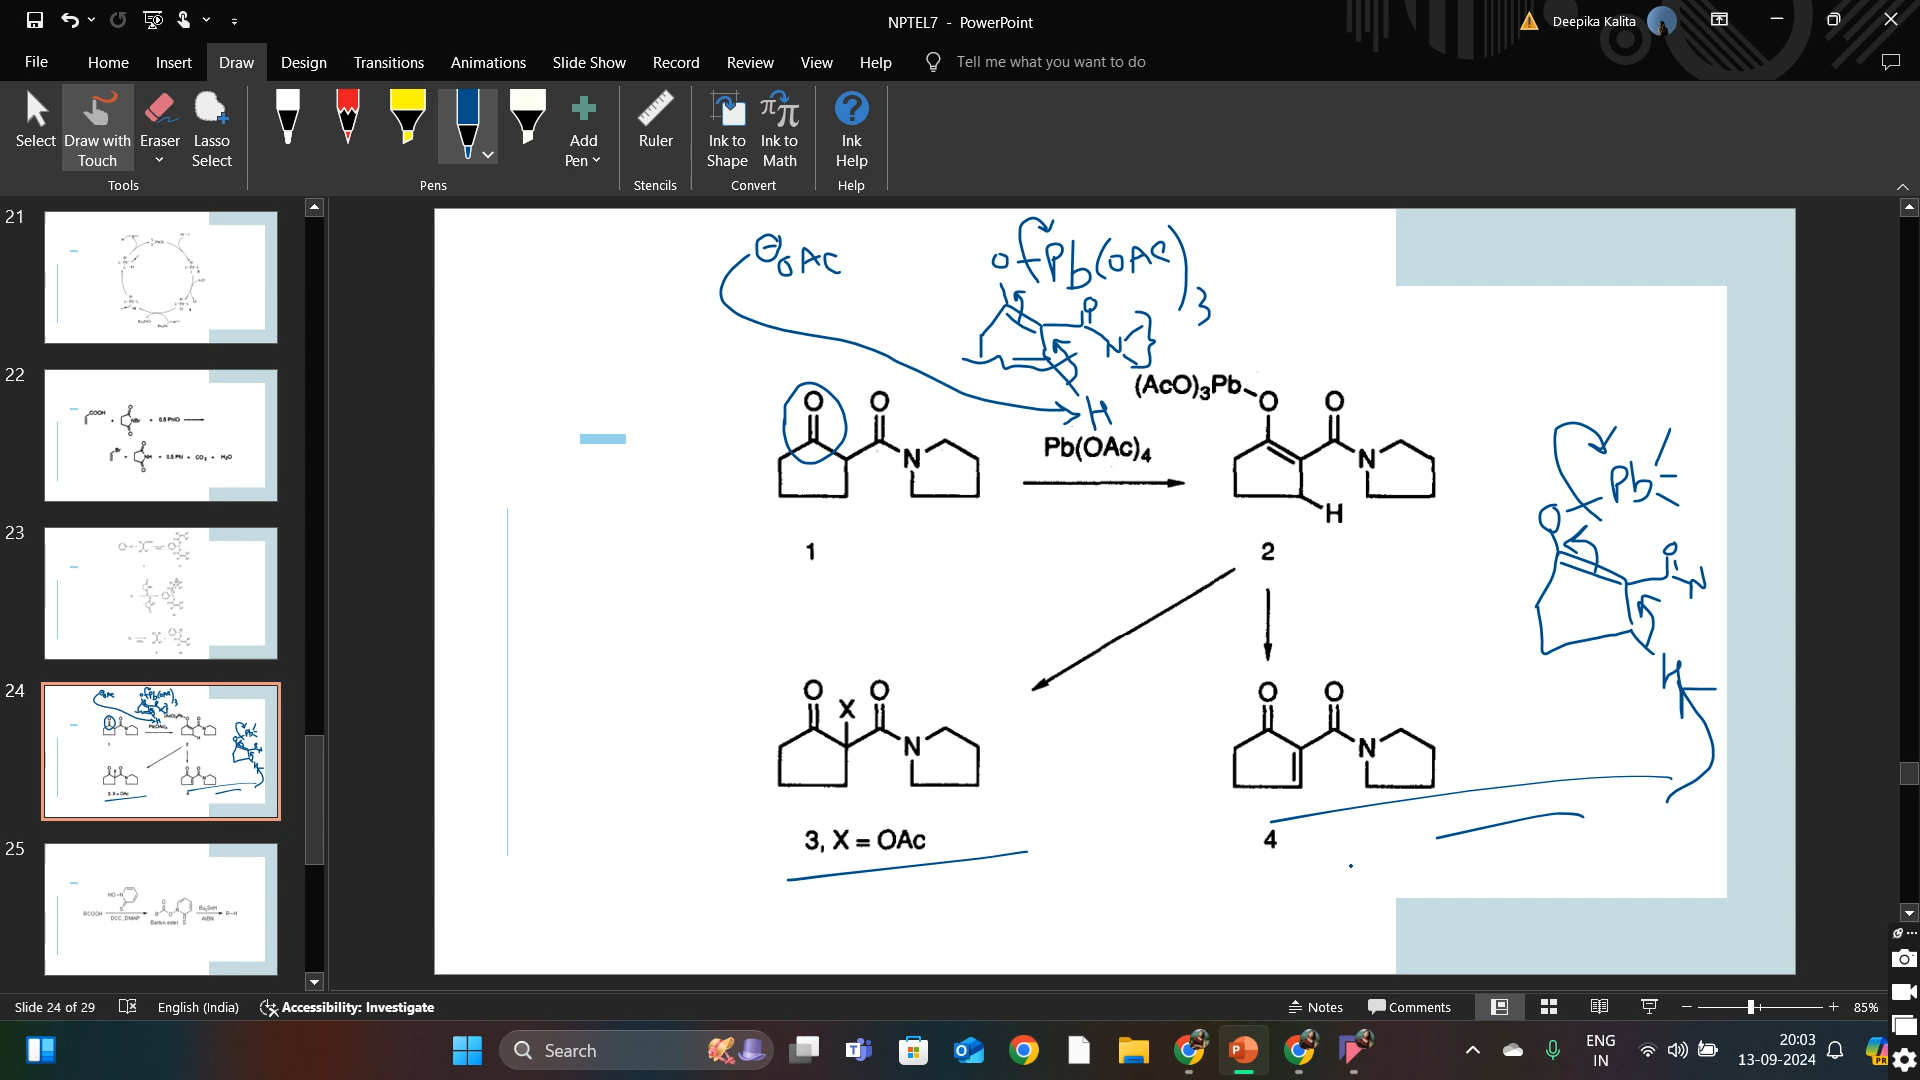 NPTEL7 - PowerPoint
Deepika Kalita
File Home Insert Draw Design Transitions Animations Slide Show Record Review View Help Tell me what you want to do
Select
Draw with Touch
Eraser
Lasso Select
Add Pen
Ruler
Ink to Shape
Ink to Math
Ink Help
Tools Pens Stencils Convert Help
21
22
23
24
25
⊖OAc
O Pb(OAc)3
O
N
H
(AcO)3Pb
O O
O O
N
Pb(OAc)4
N
H
1
2
Pb
O
O
N
H
O O
X
N
O O
N
3, X = OAc
4
Slide 24 of 29 English (India) Accessibility: Investigate Notes Comments 85%
Search
ENG
IN
20:03
13-09-2024